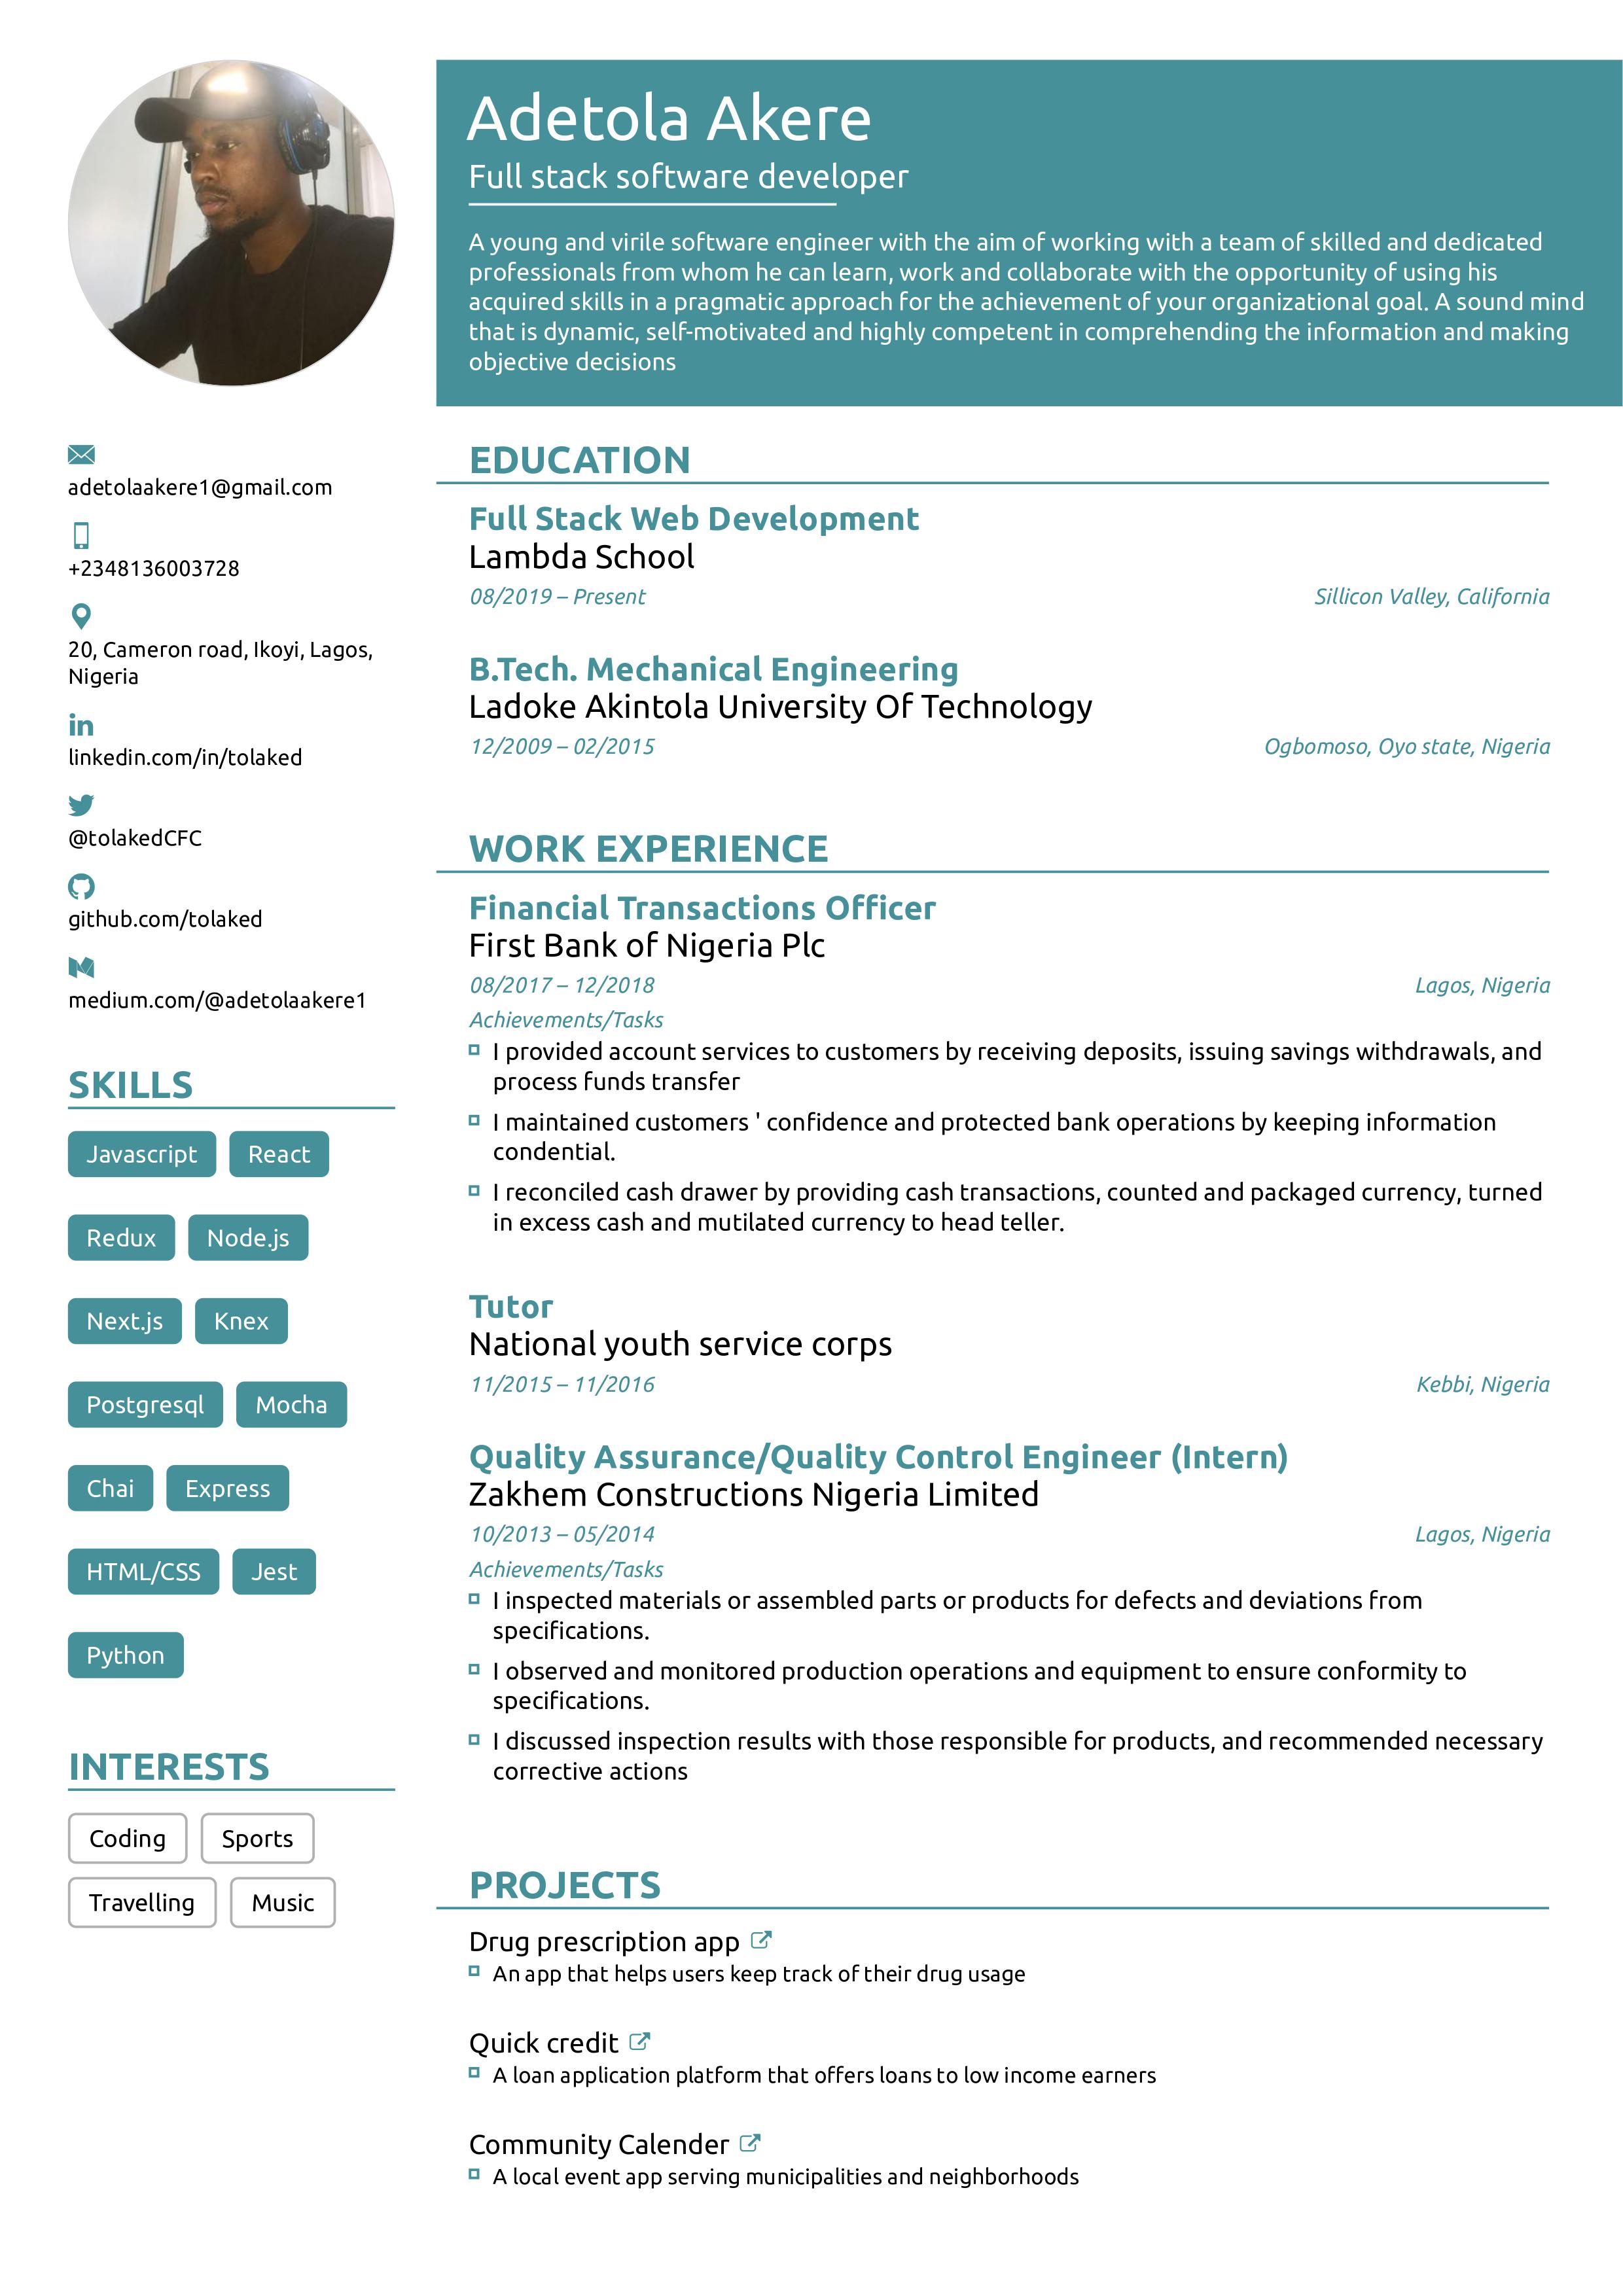 Adetola Akere
Full stack software developer
A young and virile software engineer with the aim of working with a team of skilled and dedicated
professionals from whom he can learn, work and collaborate with the opportunity of using his
acquired skills in a pragmatic approach for the achievement of your organizational goal. A sound mind
that is dynamic, self-motivated and highly competent in comprehending the information and making
objective decisions
adetolaakere1@gmail.com
+2348136003728
20, Cameron road, Ikoyi, Lagos,
Nigeria
linkedin.com/in/tolaked
@tolakedCFC
github.com/tolaked
medium.com/@adetolaakere1
SKILLS
Javascript React
Redux Node.js
Next.js Knex
Postgresql Mocha
Chai Express
HTML/CSS Jest
Python
INTERESTS
Coding Sports
Travelling Music
EDUCATION
Full Stack Web Development
Lambda School
08/2019 – Present Sillicon Valley, California
B.Tech. Mechanical Engineering
Ladoke Akintola University Of Technology
12/2009 – 02/2015 Ogbomoso, Oyo state, Nigeria
WORK EXPERIENCE
Financial Transactions Officer
First Bank of Nigeria Plc
08/2017 – 12/2018 Lagos, Nigeria
Achievements/Tasks
I provided account services to customers by receiving deposits, issuing savings withdrawals, and
process funds transfer
I maintained customers ' confidence and protected bank operations by keeping information
condential.
I reconciled cash drawer by providing cash transactions, counted and packaged currency, turned
in excess cash and mutilated currency to head teller.
Tutor
National youth service corps
11/2015 – 11/2016 Kebbi, Nigeria
Quality Assurance/Quality Control Engineer (Intern)
Zakhem Constructions Nigeria Limited
10/2013 – 05/2014 Lagos, Nigeria
Achievements/Tasks
I inspected materials or assembled parts or products for defects and deviations from
specifications.
I observed and monitored production operations and equipment to ensure conformity to
specifications.
I discussed inspection results with those responsible for products, and recommended necessary
corrective actions
PROJECTS
Drug prescription app
An app that helps users keep track of their drug usage
Quick credit
A loan application platform that offers loans to low income earners
Community Calender
A local event app serving municipalities and neighborhoods